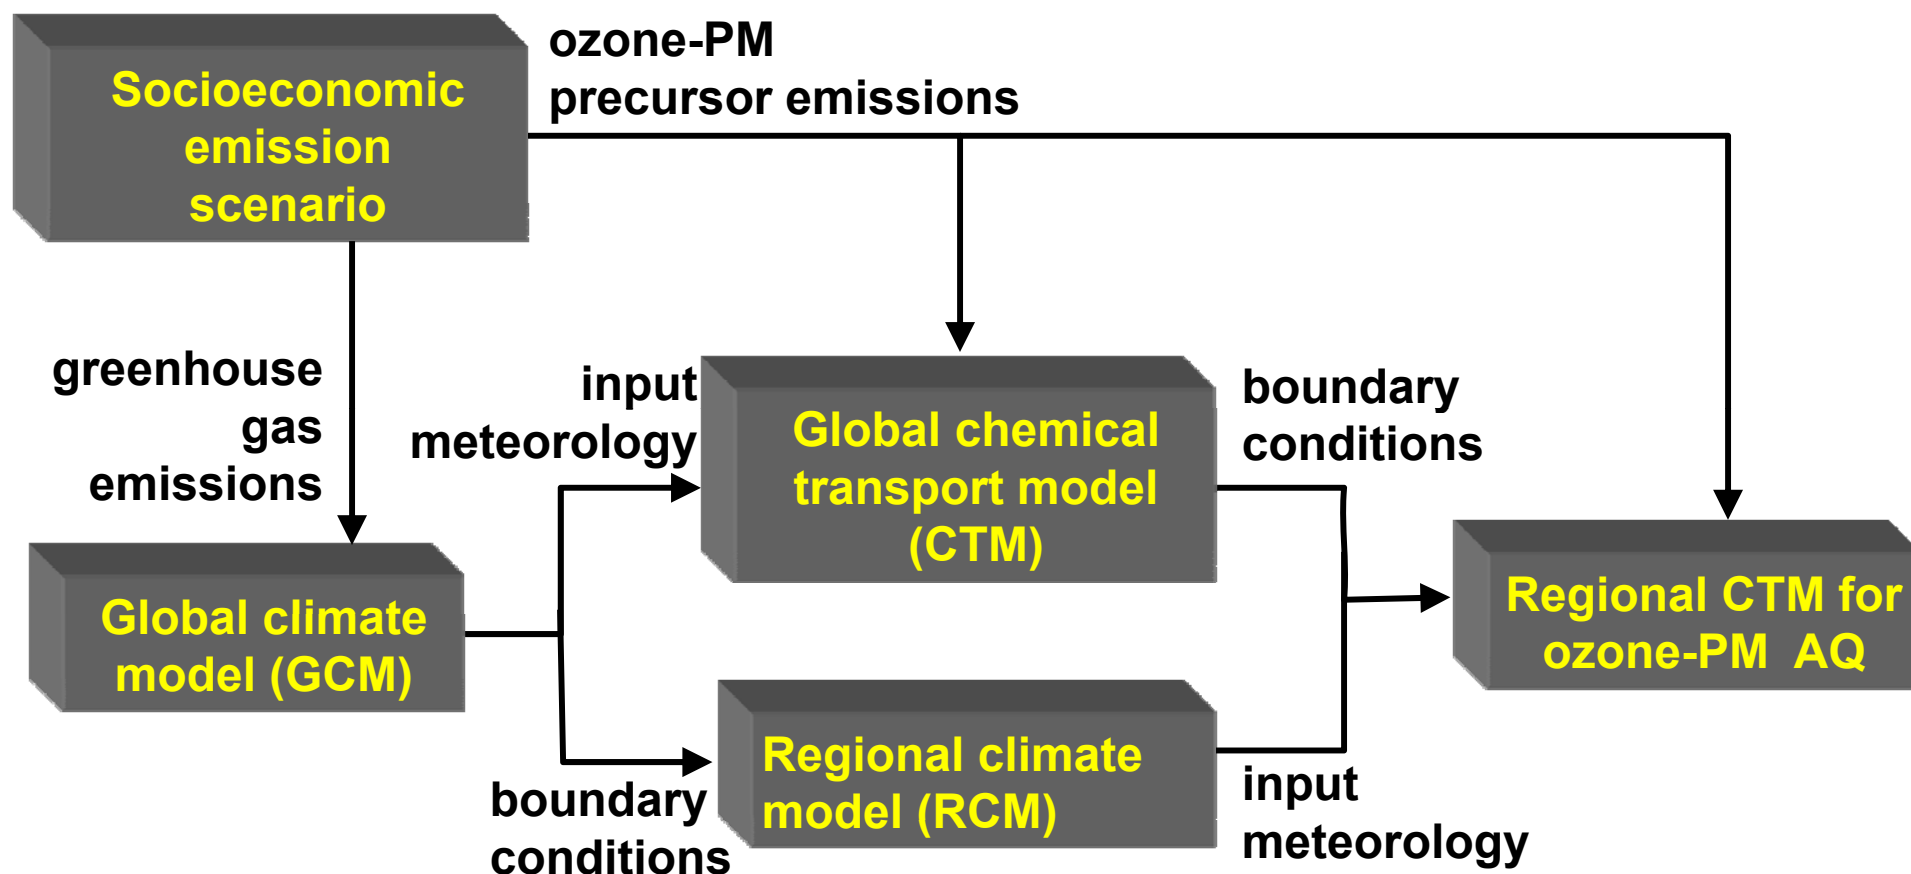 Socioeconomic
emission
scenario
ozone-PM
precursor emissions
greenhouse
gas
emissions
input
meteorology
Global chemical
transport model
(CTM)
boundary
conditions
Global climate
model (GCM)
Regional CTM for
ozone-PM AQ
boundary
conditions
Regional climate
model (RCM)
input
meteorology